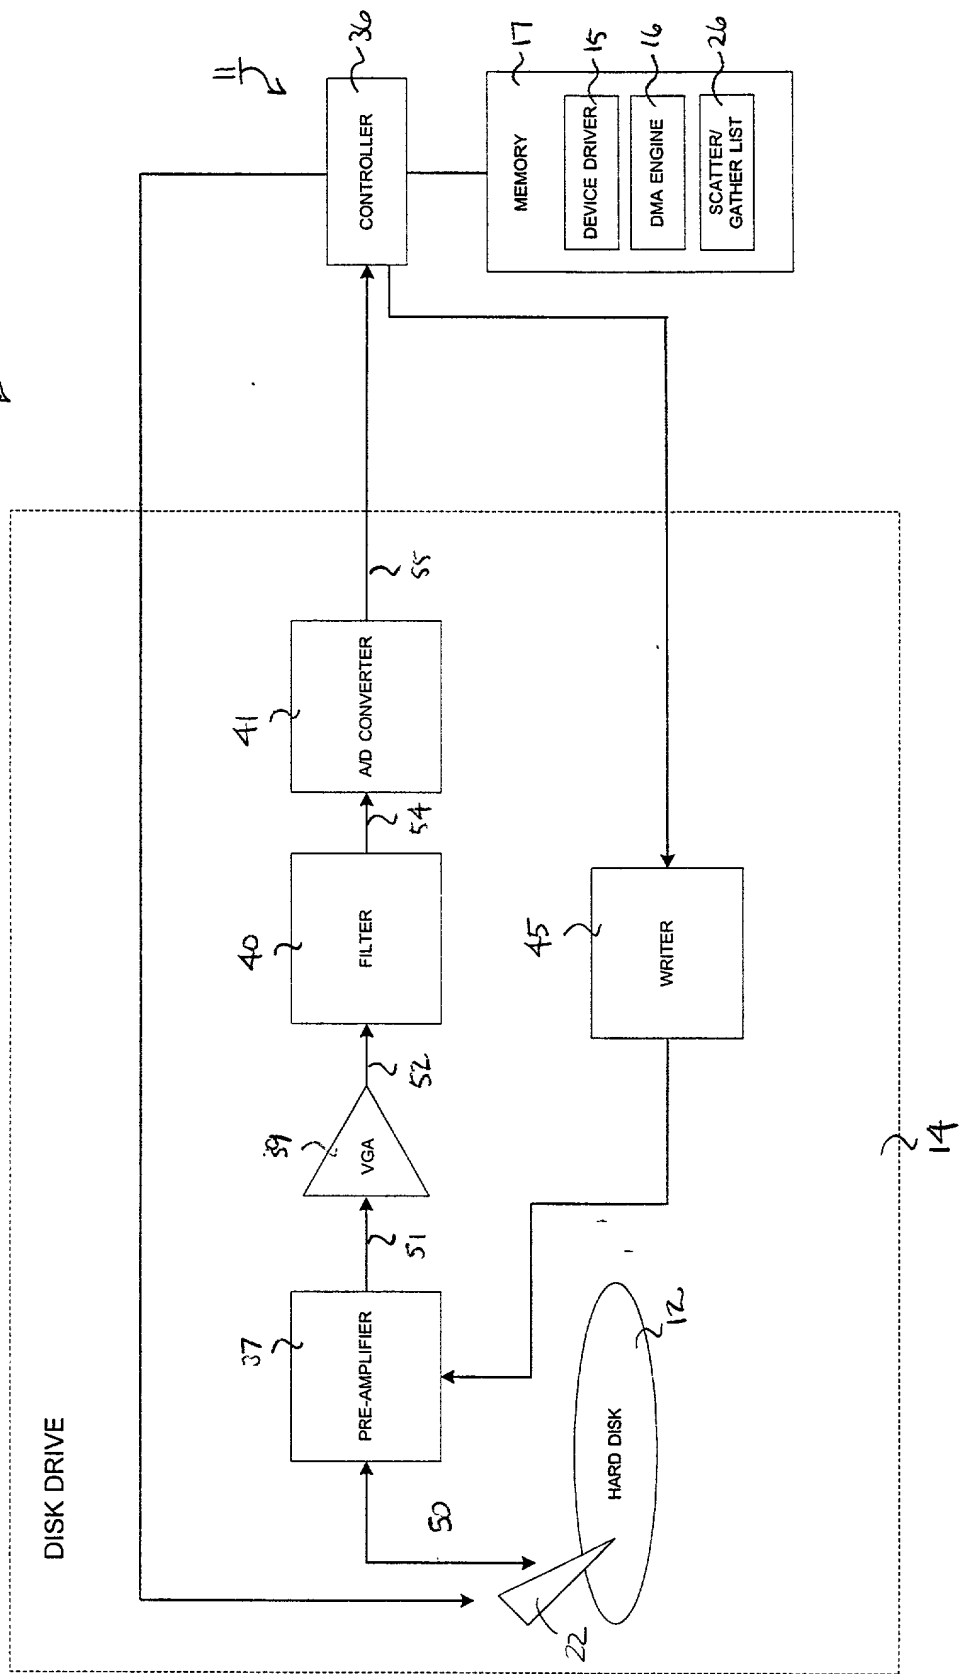 DISK DRIVE
11
36
CONTROLLER
17
MEMORY
15
DEVICE DRIVER
16
DMA ENGINE
26
SCATTER/
GATHER LIST
37
PRE-AMPLIFIER
50
51
39
VGA
52
40
FILTER
54
41
A/D CONVERTER
55
45
WRITER
22
HARD DISK
12
14